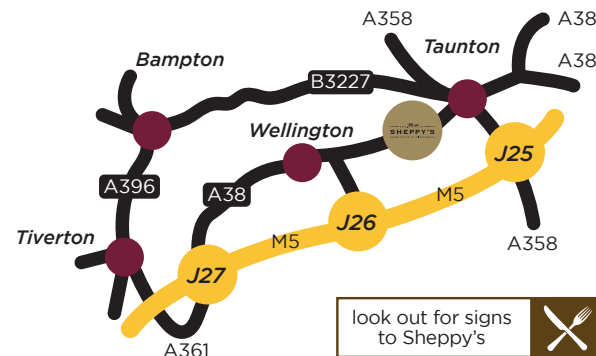 A358
A38
Taunton
A38
Bampton
B3227
Wellington
SHEPPY'S
J25
A396
A38
M5
J26
Tiverton
M5
A358
J27
look out for signs
to Sheppy's
A361